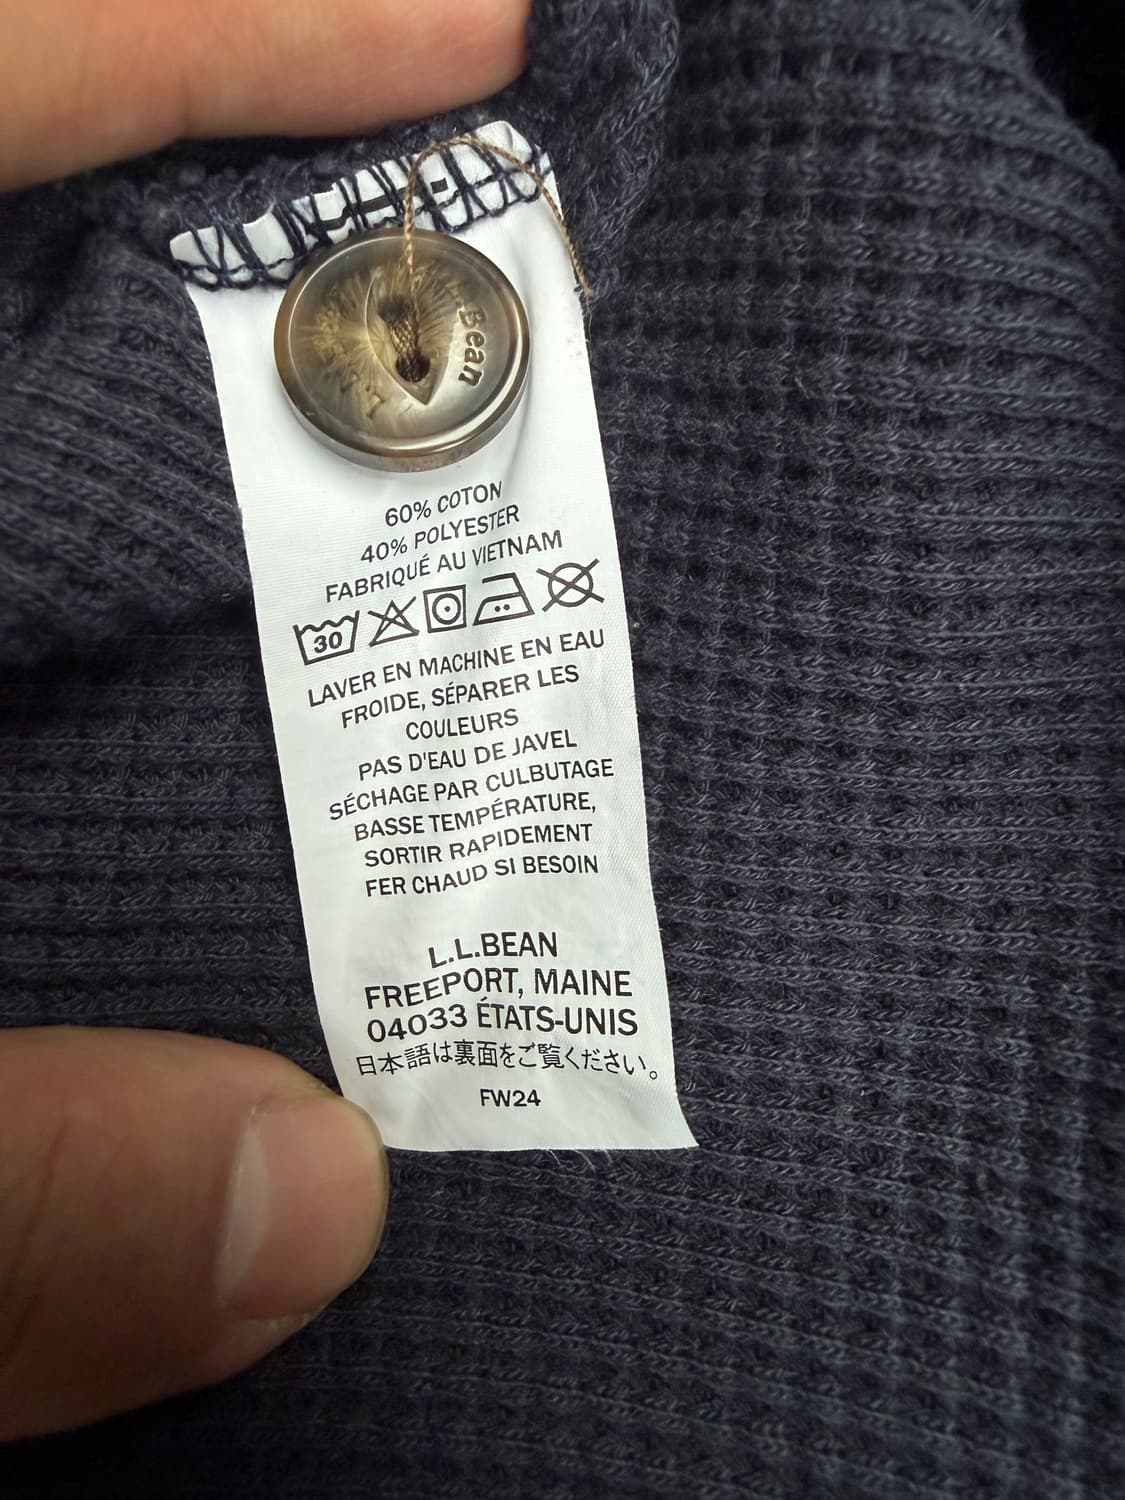 Bean
60% COTON
40% POLYESTER
FABRIQUÉ AU VIETNAM
30
LAVER EN MACHINE EN EAU
FROIDE, SÉPARER LES
COULEURS
PAS D'EAU DE JAVEL
SÉCHAGE PAR CULBUTAGE
BASSE TEMPÉRATURE,
SORTIR RAPIDEMENT
FER CHAUD SI BESOIN
L.L.BEAN
FREEPORT, MAINE
04033 ÉTATS-UNIS
日本語は裏面をご覧ください。
FW24